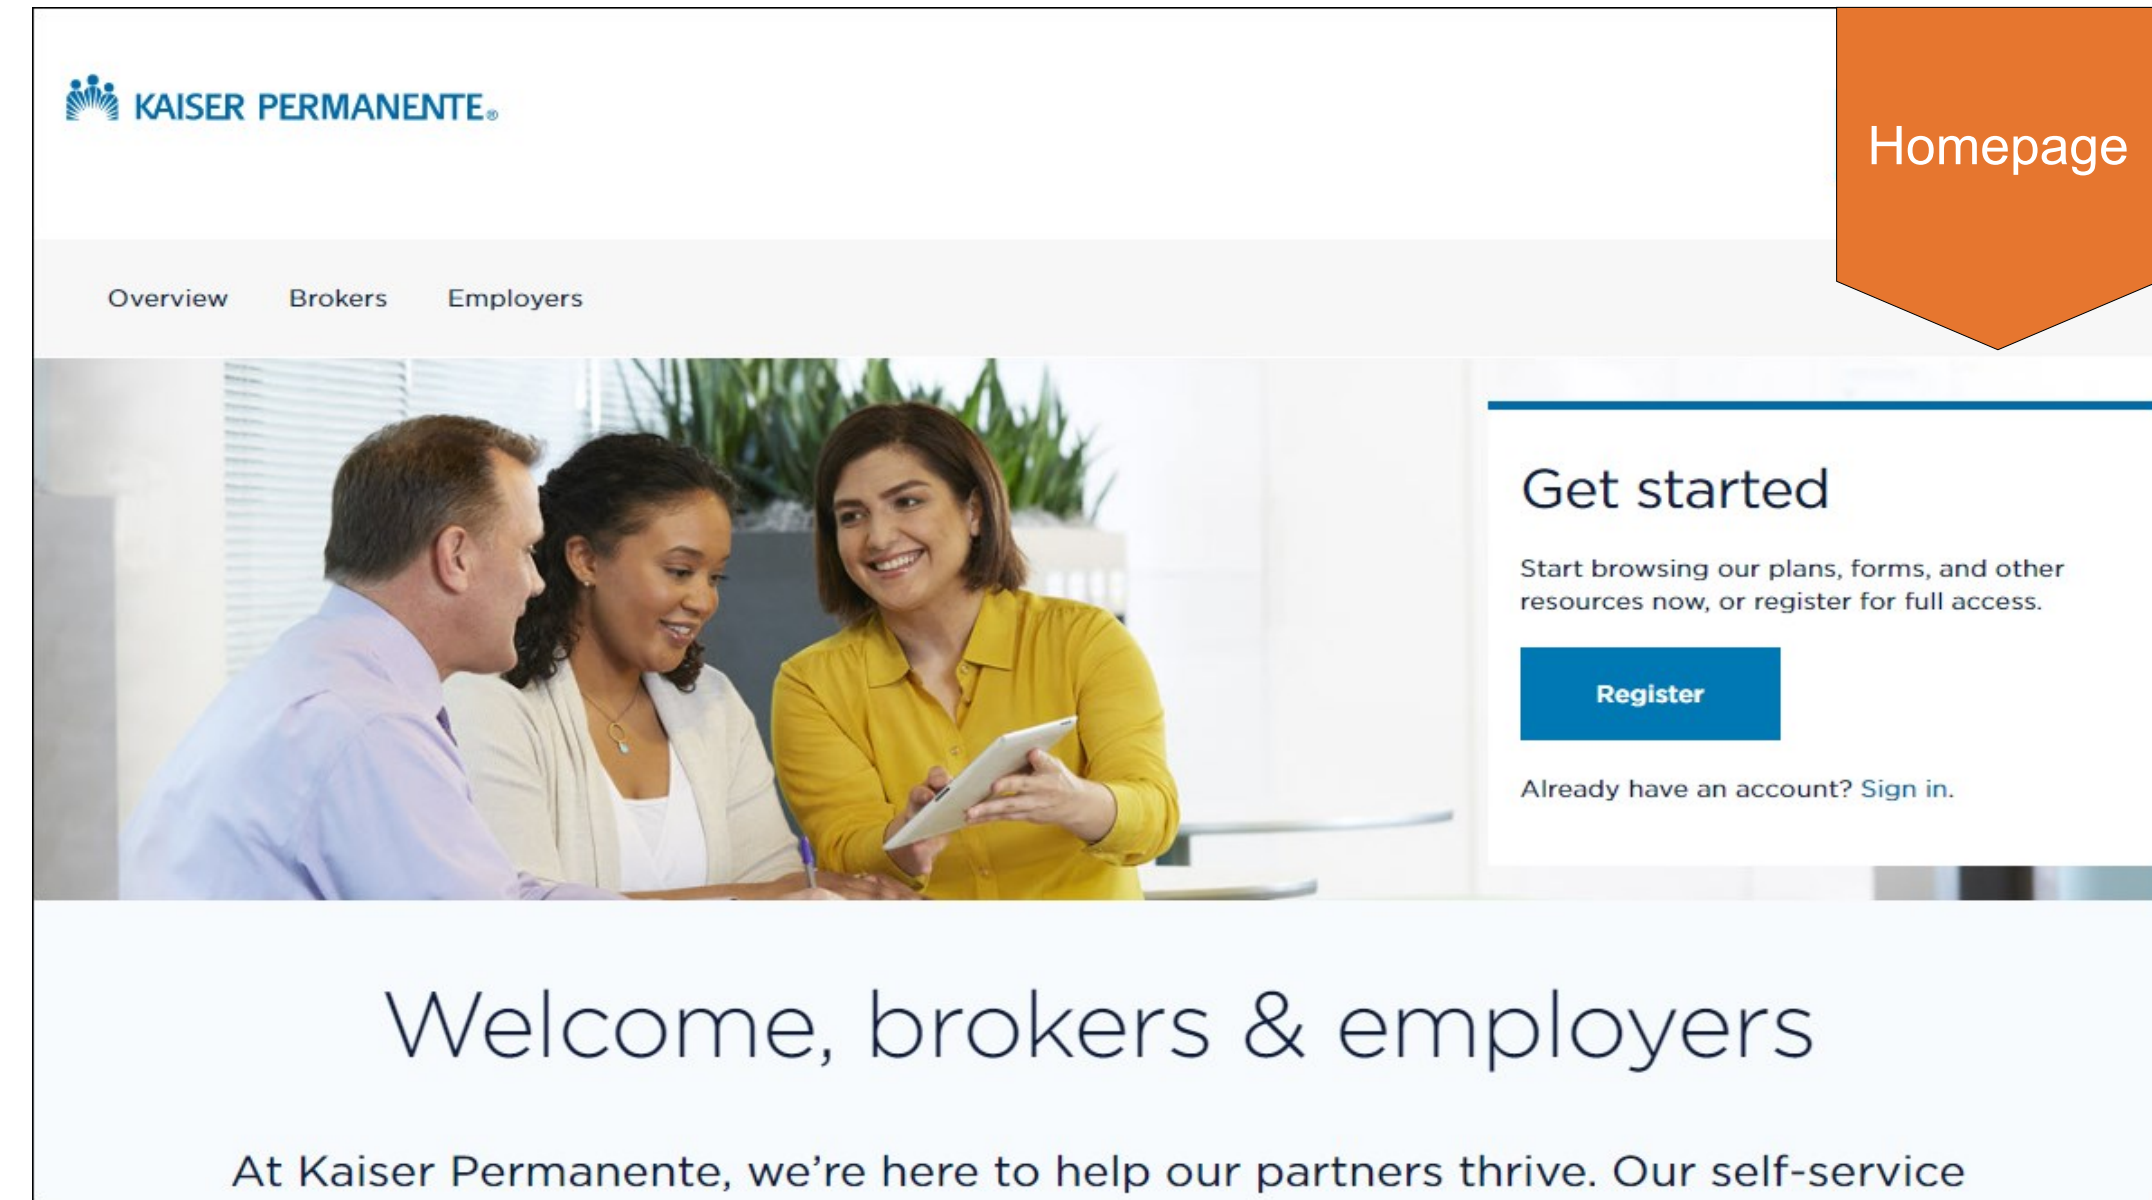 KAISER PERMANENTE®
Homepage
Overview Brokers Employers
Get started
Start browsing our plans, forms, and other
resources now, or register for full access.
Register
Already have an account? Sign in.
Welcome, brokers & employers
At Kaiser Permanente, we're here to help our partners thrive. Our self-service